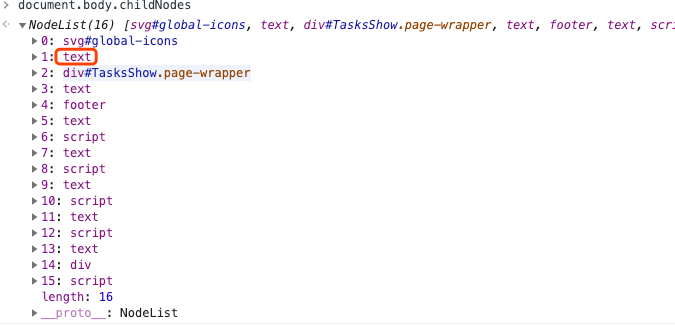 document.body.childNodes
NodeList(16) [svg#global-icons, text, div#TasksShow.page-wrapper, text, footer, text, scri
0: svg#global-icons
1: text
2: div#TasksShow.page-wrapper
3: text
4: footer
5: text
6: script
7: text
8: script
9: text
10: script
11: text
12: script
13: text
14: div
15: script
length: 16
__proto__: NodeList